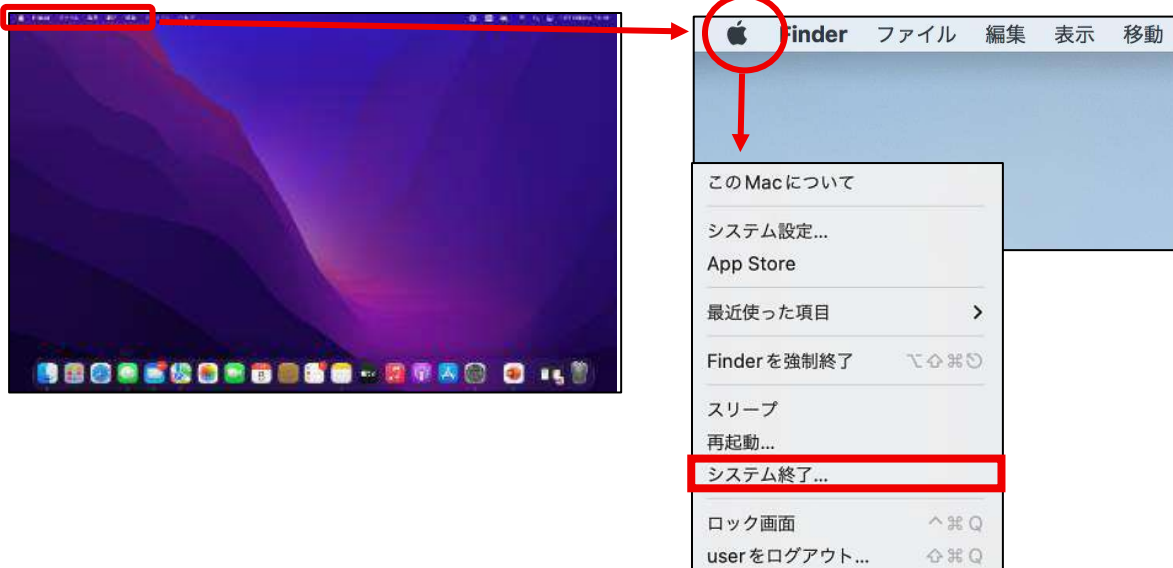 Finder ファイル 編集 表示 移動
このMacについて
システム設定...
App Store
最近使った項目
Finderを強制終了 ⌥⇧⌘⎋
スリープ
再起動...
システム終了...
ロック画面 ^⌘Q
userをログアウト... ⇧⌘Q